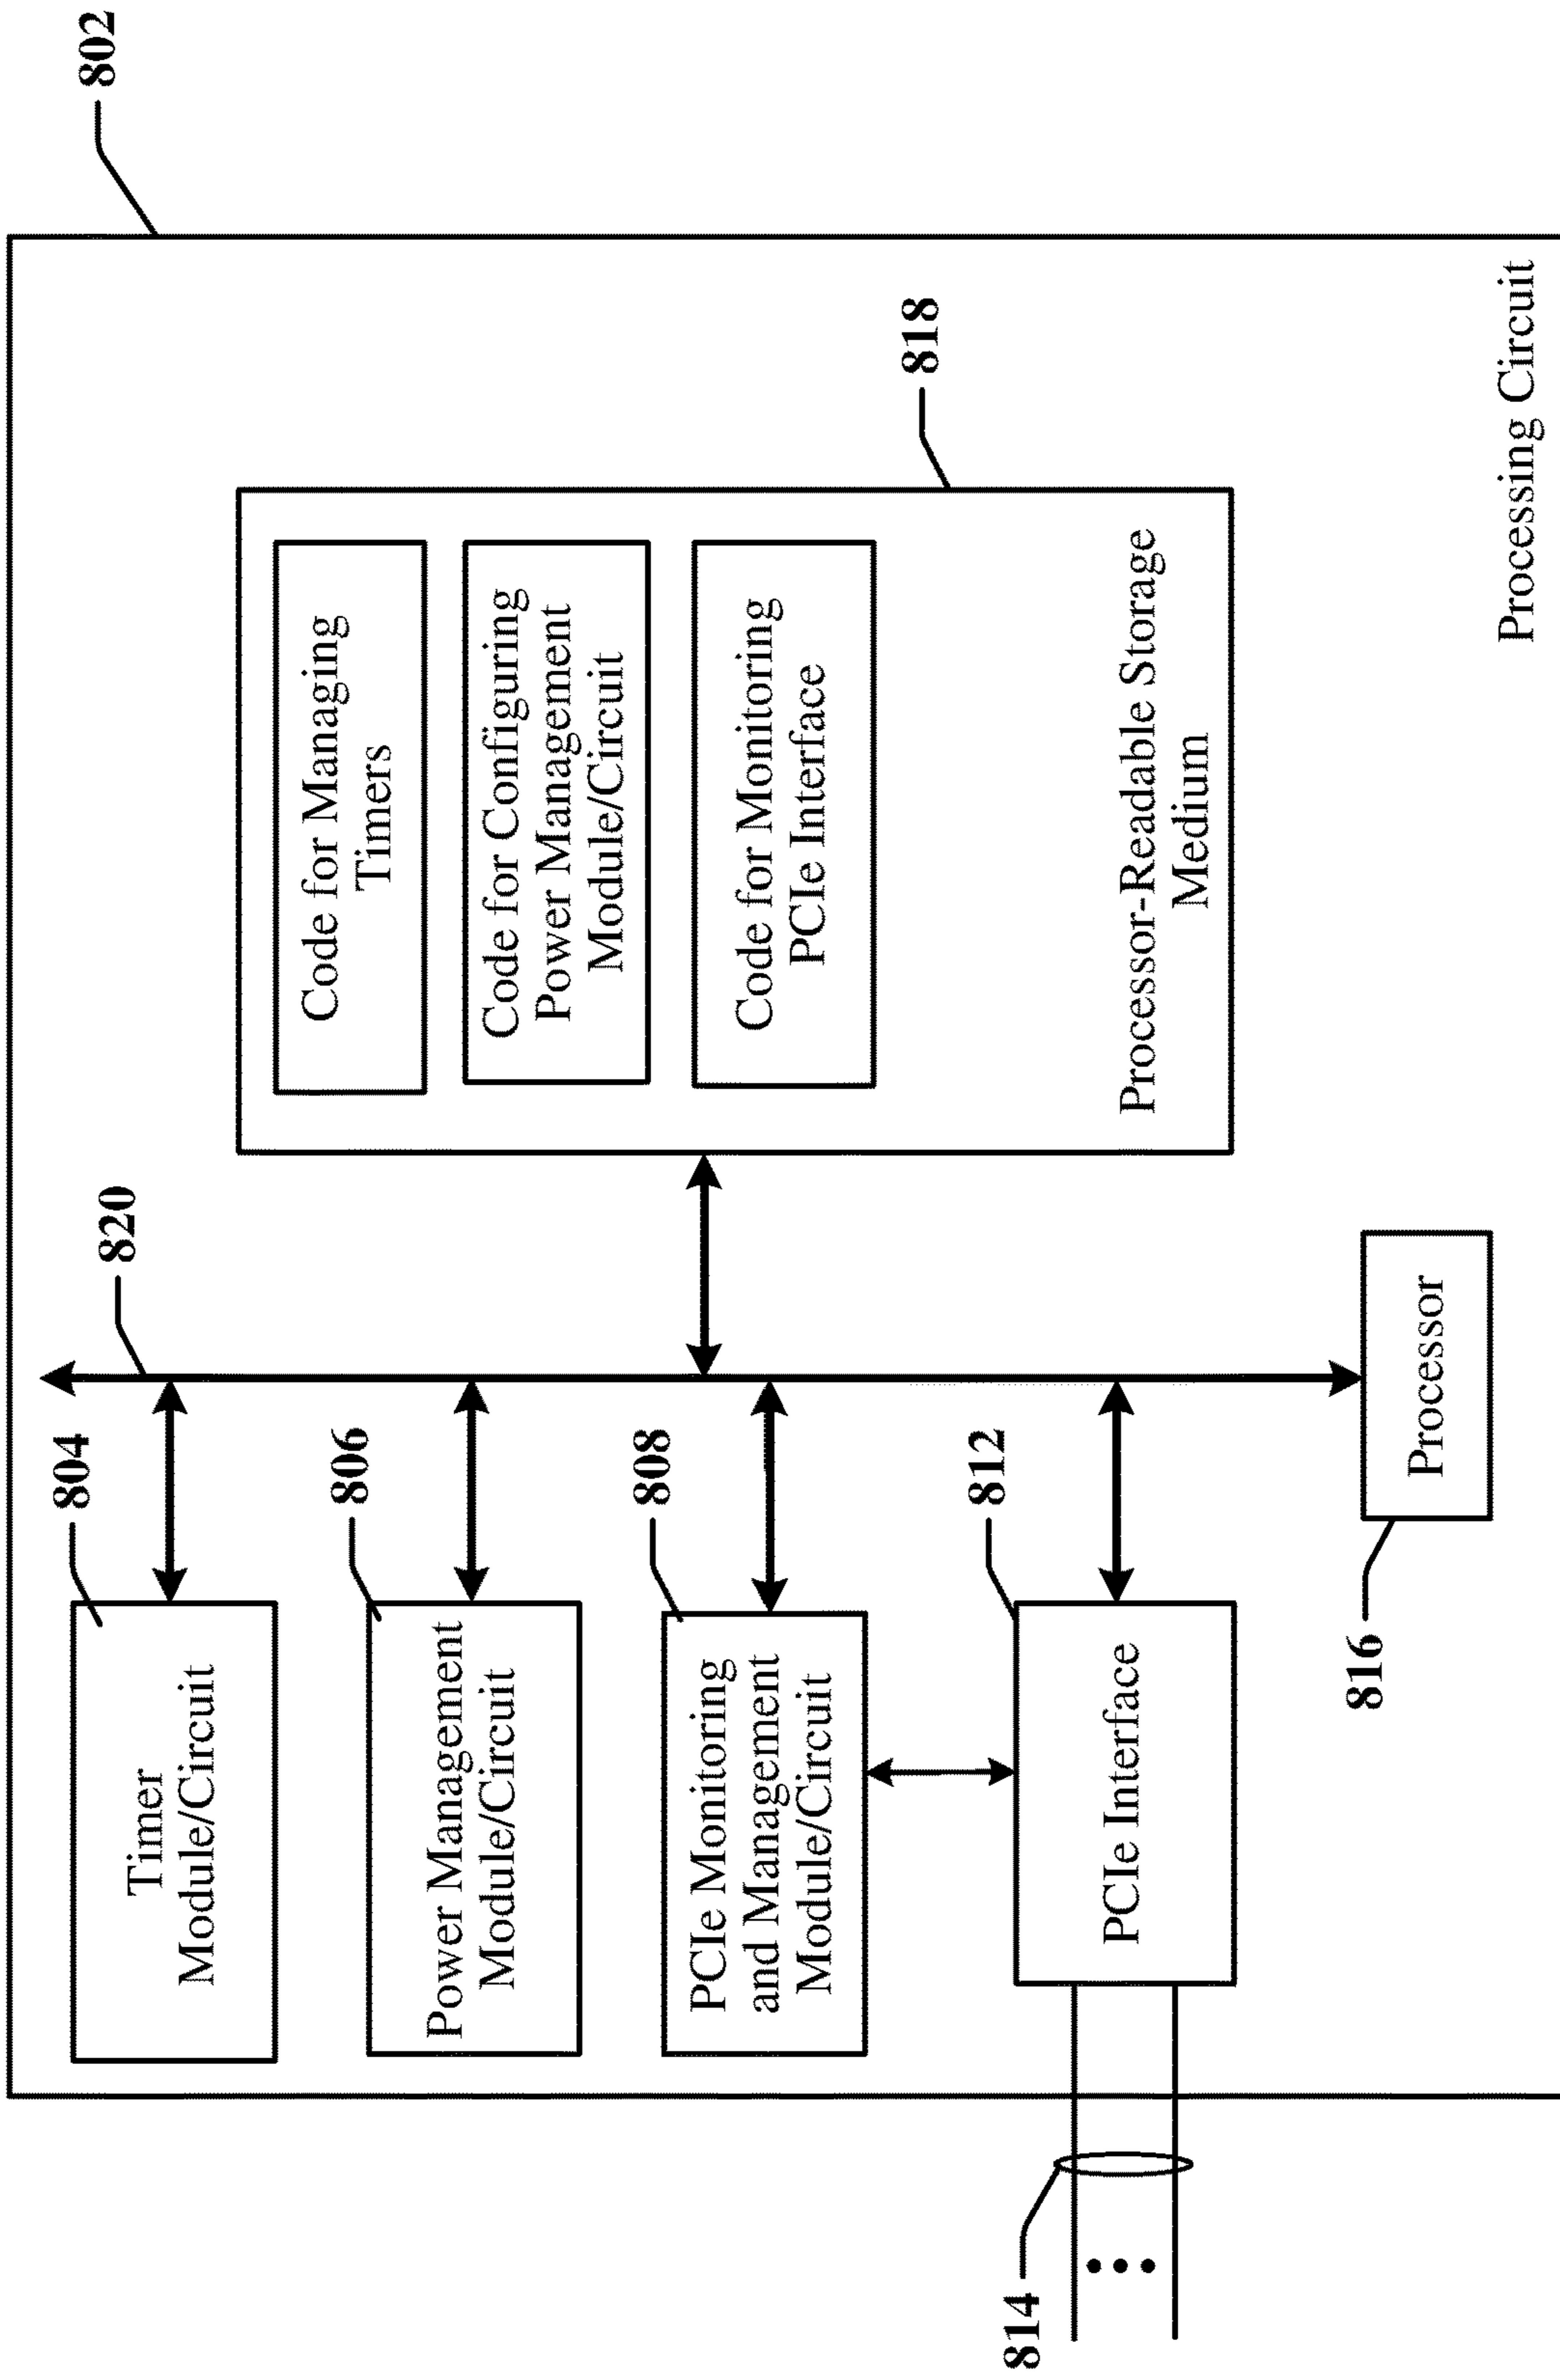 802
804
Timer
Module/Circuit
806
Power Management
Module/Circuit
808
PCIe Monitoring
and Management
Module/Circuit
812
PCIe Interface
814
816
Processor
820
818
Code for Managing
Timers
Code for Configuring
Power Management
Module/Circuit
Code for Monitoring
PCIe Interface
Processor-Readable Storage
Medium
Processing Circuit